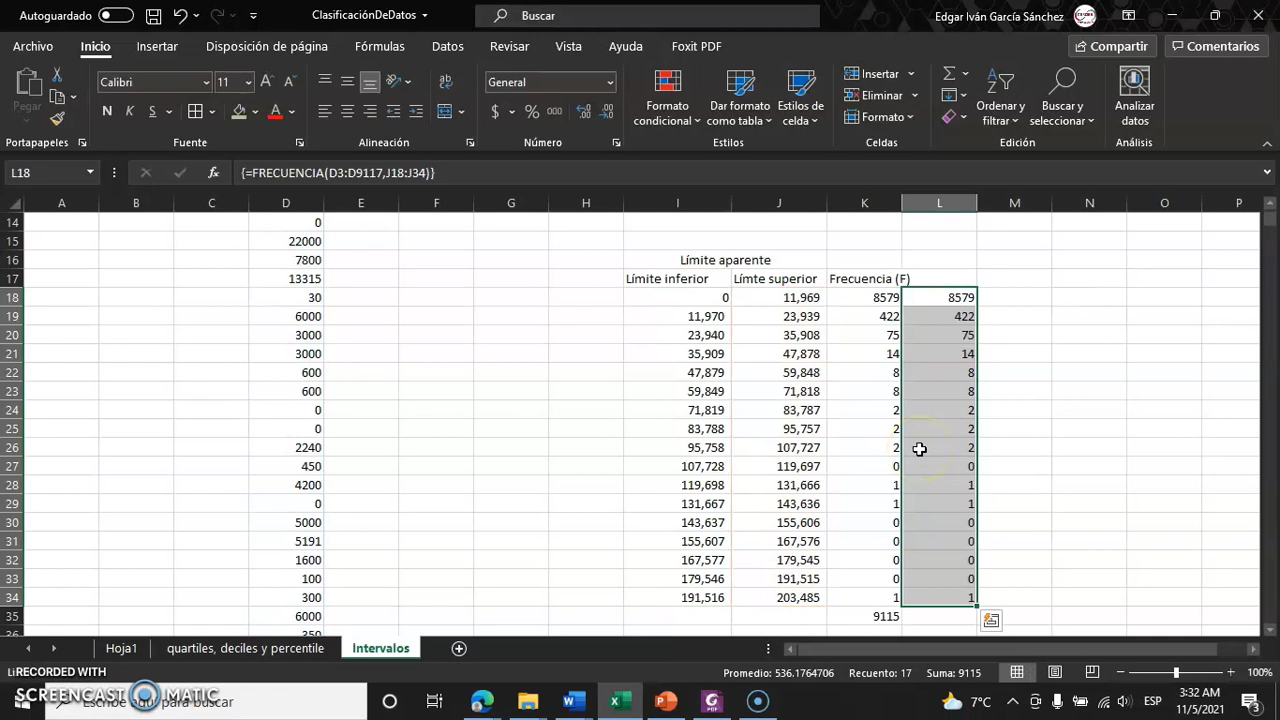 Autoguardado
ClasificaciónDeDatos
Buscar
Edgar Iván García Sánchez
Archivo Inicio Insertar Disposición de página Fórmulas Datos Revisar Vista Ayuda Foxit PDF Compartir Comentarios
Pegar
Calibri 11
N K S
General
$ % 000
Formato condicional
Dar formato como tabla
Estilos de celda
Insertar
Eliminar
Formato
Ordenar y filtrar
Buscar y seleccionar
Analizar datos
Portapapeles Fuente Alineación Número Estilos Celdas Edición Análisis
L18 fx {=FRECUENCIA(D3:D9117,J18:J34)}
A B C D E F G H I J K L M N O P
14 0
15 22000
16 7800 Límite aparente
17 13315 Límite inferior Límte superior Frecuencia (F)
18 30 0 11,969 8579 8579
19 6000 11,970 23,939 422 422
20 3000 23,940 35,908 75 75
21 3000 35,909 47,878 14 14
22 600 47,879 59,848 8 8
23 600 59,849 71,818 8 8
24 0 71,819 83,787 2 2
25 0 83,788 95,757 2 2
26 2240 95,758 107,727 2 2
27 450 107,728 119,697 0 0
28 4200 119,698 131,666 1 1
29 0 131,667 143,636 1 1
30 5000 143,637 155,606 0 0
31 5191 155,607 167,576 0 0
32 1600 167,577 179,545 0 0
33 100 179,546 191,515 0 0
34 300 191,516 203,485 1 1
35 6000 9115
Hoja1 quartiles, deciles y percentile Intervalos
RECORDED WITH
Promedio: 536.1764706 Recuento: 17 Suma: 9115 100%
SCREENCAST MATIC
Escribe aquí para buscar
7°C ESP 3:32 AM
11/5/2021
3